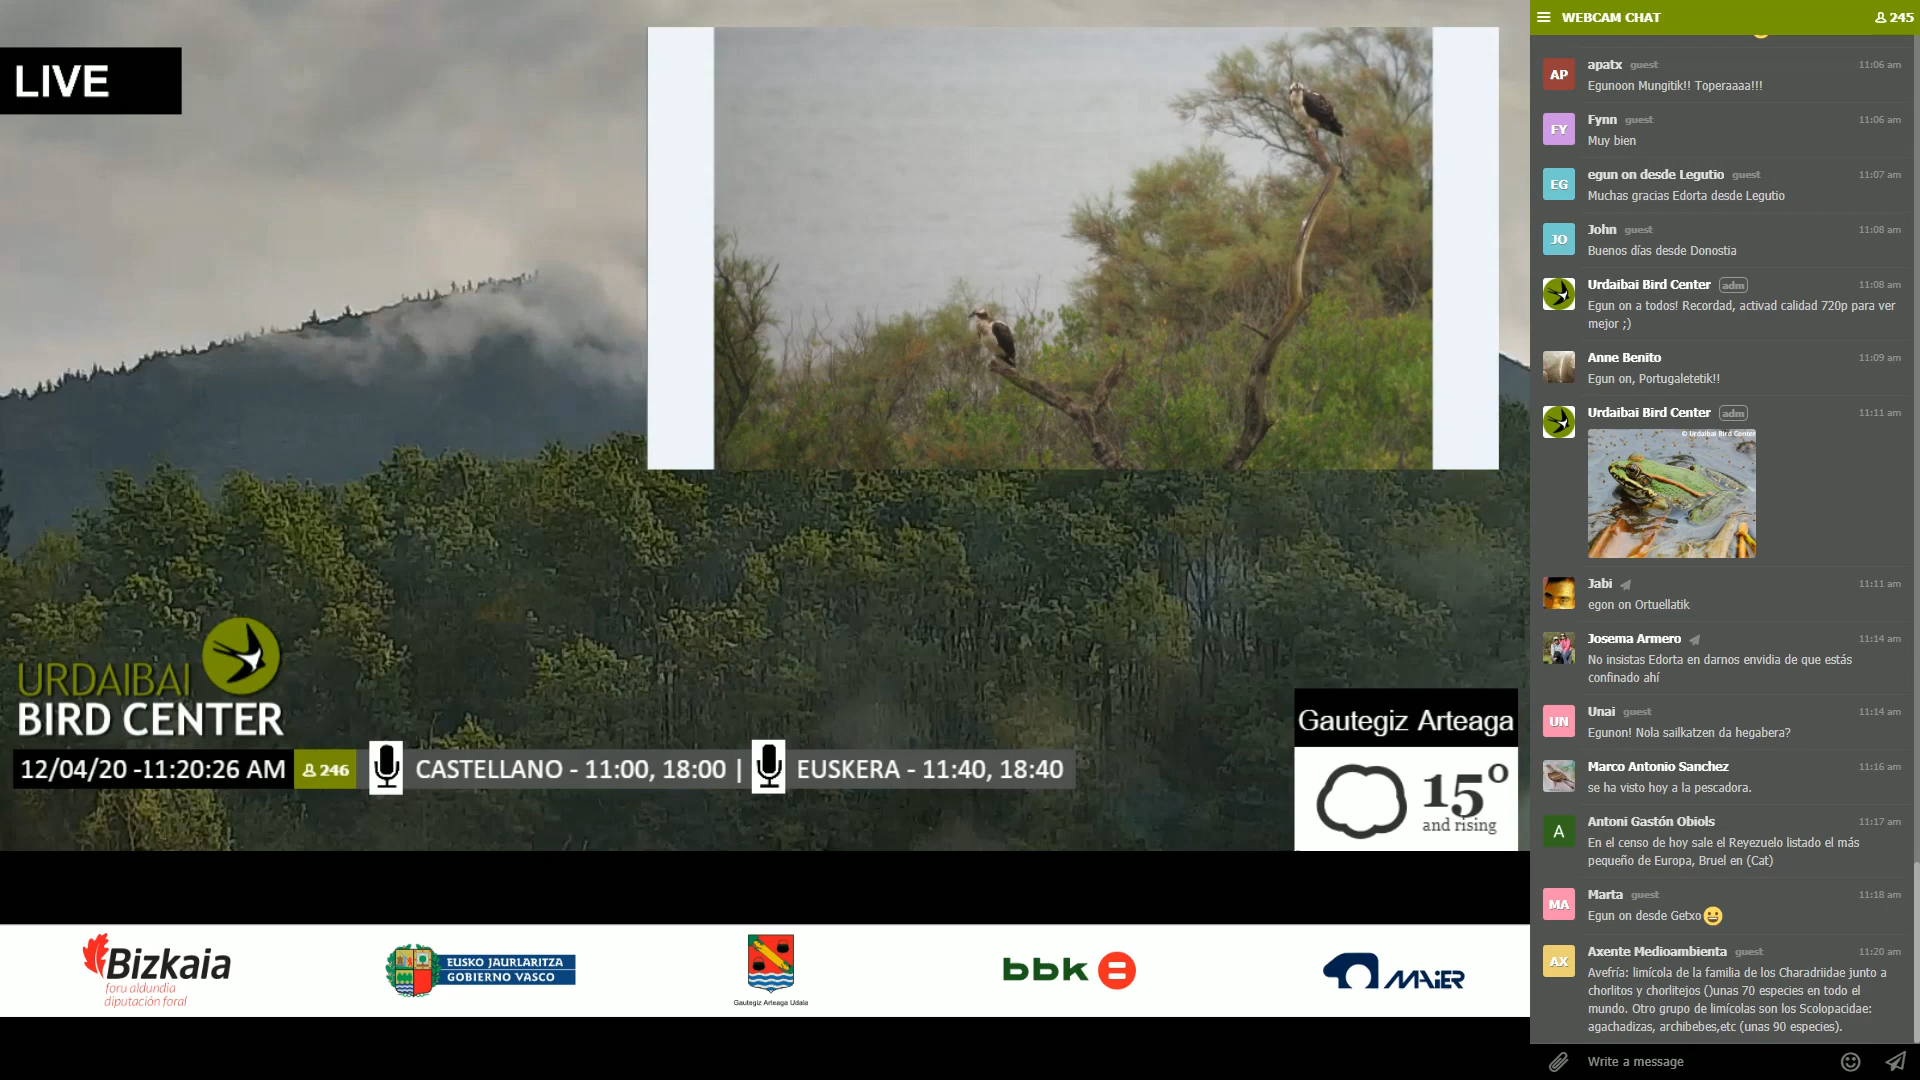 LIVE
URDAIBAI
BIRD CENTER
12/04/20 -11:20:26 AM
246
CASTELLANO - 11:00, 18:00 |
EUSKERA - 11:40, 18:40
Gautegiz Arteaga
15°
and rising
Bizkaia
foru aldundia
diputación foral
EUSKO JAURLARITZA
GOBIERNO VASCO
Gautegiz Arteaga Udala
bbk
MAIER
WEBCAM CHAT
245
AP
apatx guest 11:06 am
Egunoon Mungitik!! Toperaaaa!!!
FY
Fynn guest 11:06 am
Muy bien
EG
egun on desde Legutio guest 11:07 am
Muchas gracias Edorta desde Legutio
JO
John guest 11:08 am
Buenos días desde Donostia
Urdaibai Bird Center adm 11:08 am
Egun on a todos! Recordad, activad calidad 720p para ver
mejor ;)
Anne Benito 11:09 am
Egun on, Portugaletetik!!
Urdaibai Bird Center adm 11:11 am
© Urdaibai Bird Center
Jabi 11:11 am
egon on Ortuellatik
Josema Armero 11:14 am
No insistas Edorta en darnos envidia de que estás
confinado ahí
UN
Unai guest 11:14 am
Egunon! Nola sailkatzen da hegabera?
Marco Antonio Sanchez 11:16 am
se ha visto hoy a la pescadora.
A
Antoni Gastón Obiols 11:17 am
En el censo de hoy sale el Reyezuelo listado el más
pequeño de Europa, Bruel en (Cat)
MA
Marta guest 11:18 am
Egun on desde Getxo
AX
Axente Medioambienta guest 11:20 am
Avefría: limícola de la familia de los Charadriidae junto a
chorlitos y chorlitejos ()unas 70 especies en todo el
mundo. Otro grupo de limícolas son los Scolopacidae:
agachadizas, archibebes,etc (unas 90 especies).
Write a message